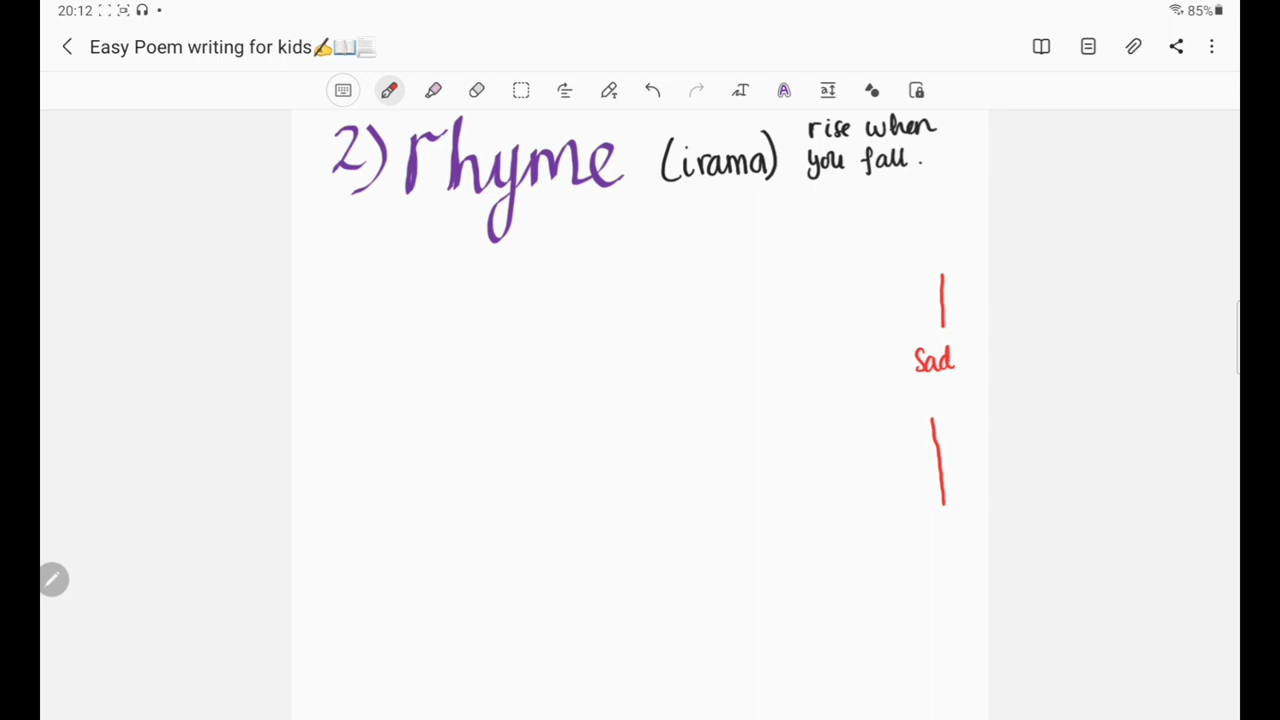 20:12
85%
Easy Poem writing for kids✍📖📃
2) rhyme (irama)
rise when
you fall.
Sad